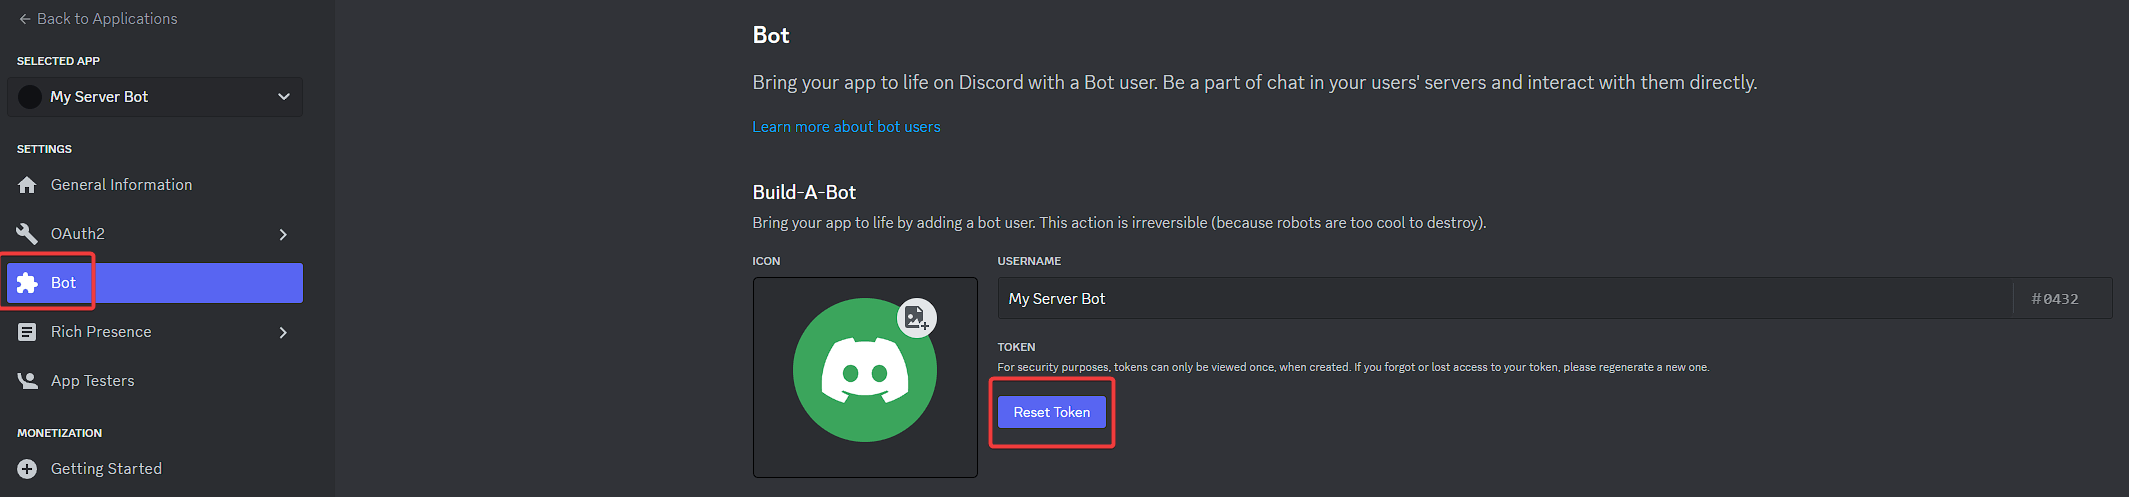 ← Back to Applications
SELECTED APP
My Server Bot
SETTINGS
General Information
OAuth2
Bot
Rich Presence
App Testers
MONETIZATION
Getting Started
Bot
Bring your app to life on Discord with a Bot user. Be a part of chat in your users' servers and interact with them directly.
Learn more about bot users
Build-A-Bot
Bring your app to life by adding a bot user. This action is irreversible (because robots are too cool to destroy).
ICON
USERNAME
My Server Bot #0432
TOKEN
For security purposes, tokens can only be viewed once, when created. If you forgot or lost access to your token, please regenerate a new one.
Reset Token